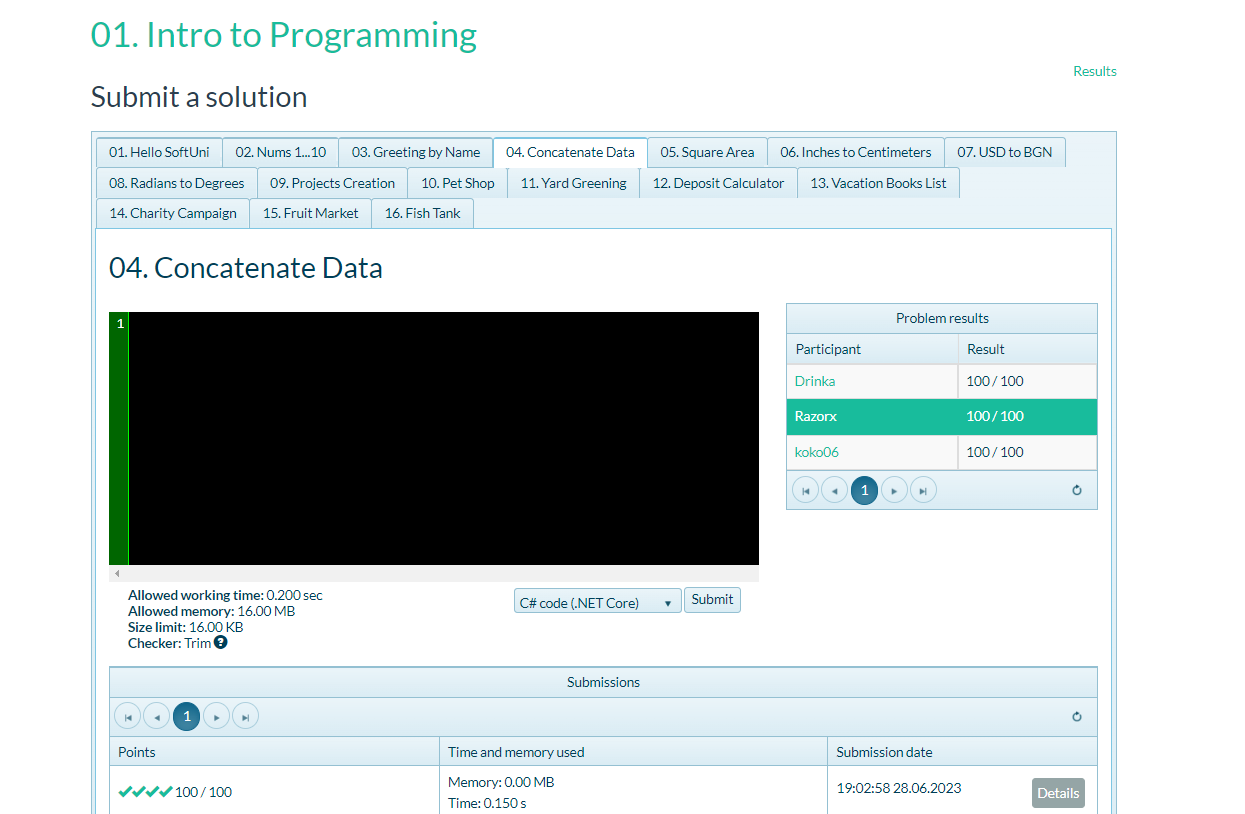 01. Intro to Programming
Results
Submit a solution
01. Hello SoftUni 02. Nums 1...10 03. Greeting by Name 04. Concatenate Data 05. Square Area 06. Inches to Centimeters 07. USD to BGN
08. Radians to Degrees 09. Projects Creation 10. Pet Shop 11. Yard Greening 12. Deposit Calculator 13. Vacation Books List
14. Charity Campaign 15. Fruit Market 16. Fish Tank
04. Concatenate Data
1
Problem results
Participant Result
Drinka 100 / 100
Razorx 100 / 100
koko06 100 / 100
1
Allowed working time: 0.200 sec
Allowed memory: 16.00 MB
Size limit: 16.00 KB
Checker: Trim ?
C# code (.NET Core) Submit
Submissions
1
Points Time and memory used Submission date
100 / 100 Memory: 0.00 MB 19:02:58 28.06.2023 Details
Time: 0.150 s